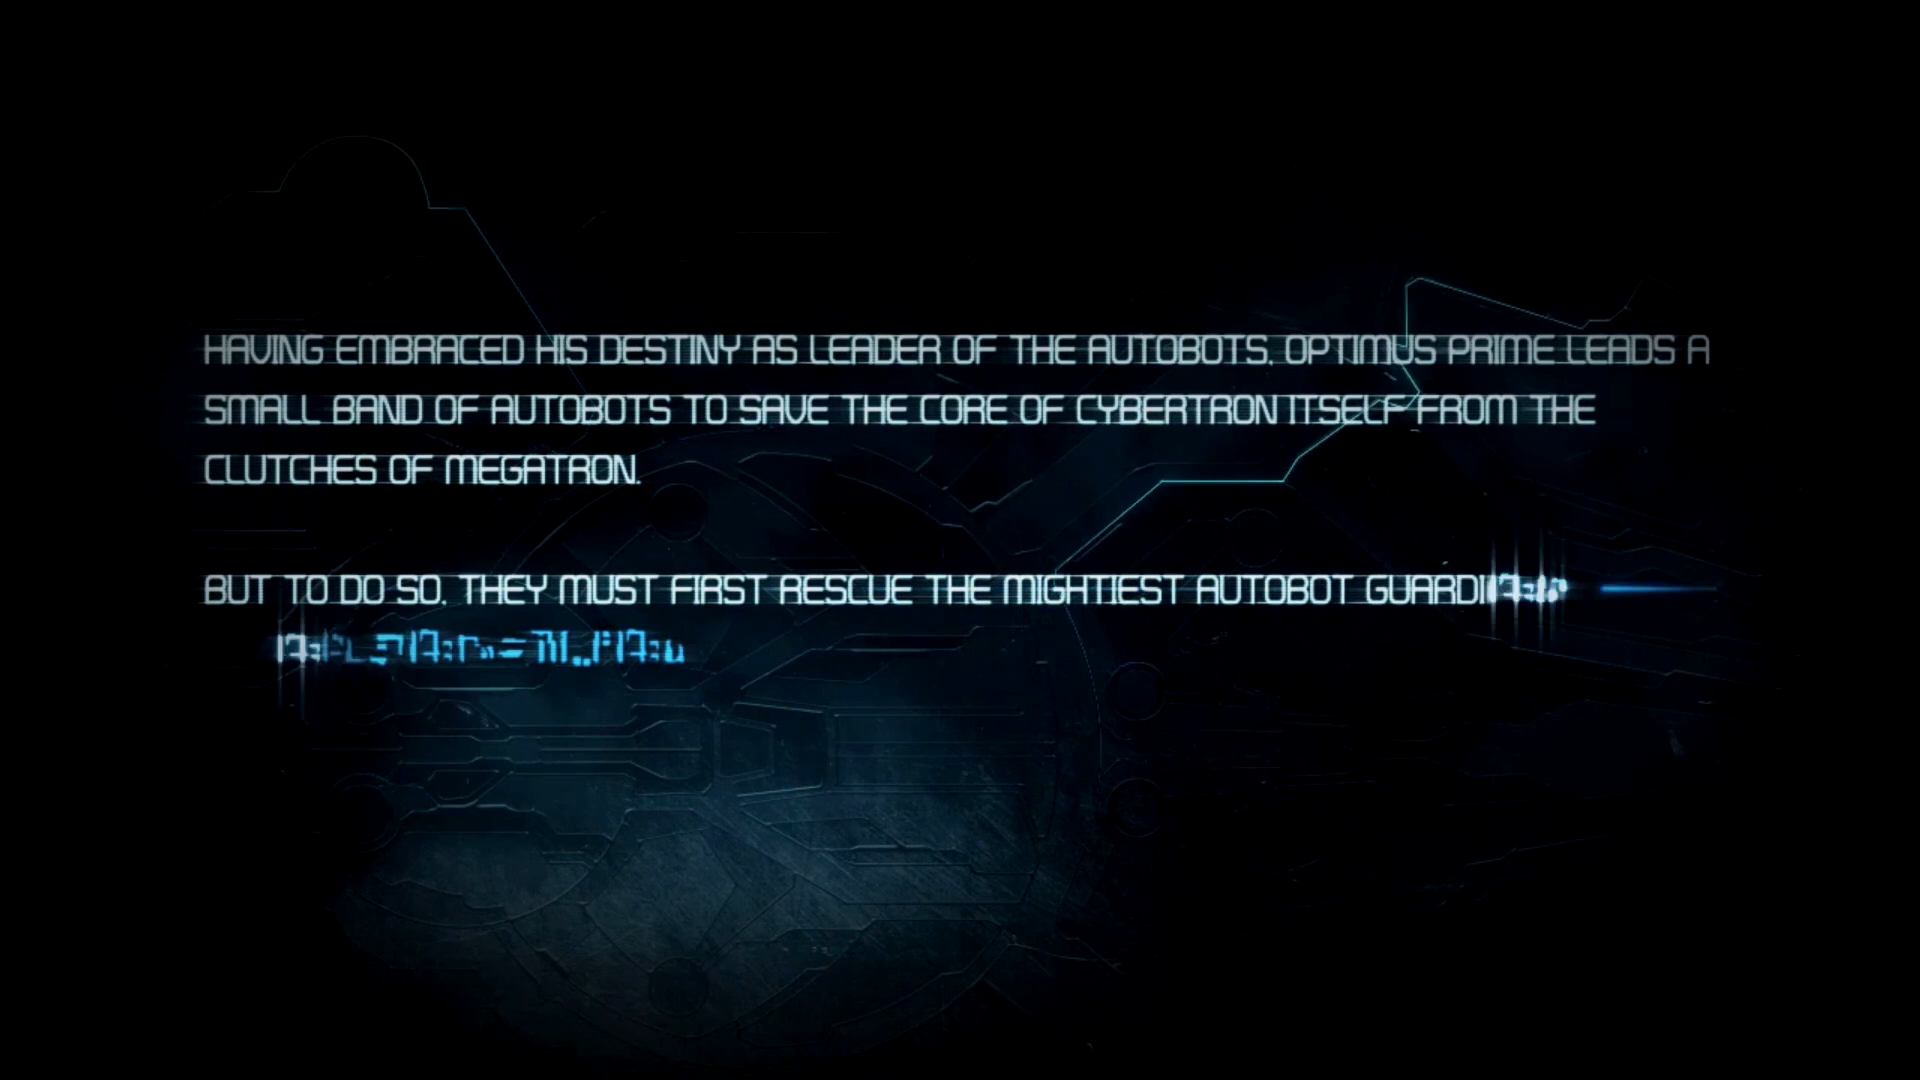 HAVING EMBRACED HIS DESTINY AS LEADER OF THE AUTOBOTS, OPTIMUS PRIME LEADS A
SMALL BAND OF AUTOBOTS TO SAVE THE CORE OF CYBERTRON ITSELF FROM THE
CLUTCHES OF MEGATRON.
BUT TO DO SO, THEY MUST FIRST RESCUE THE MIGHTIEST AUTOBOT